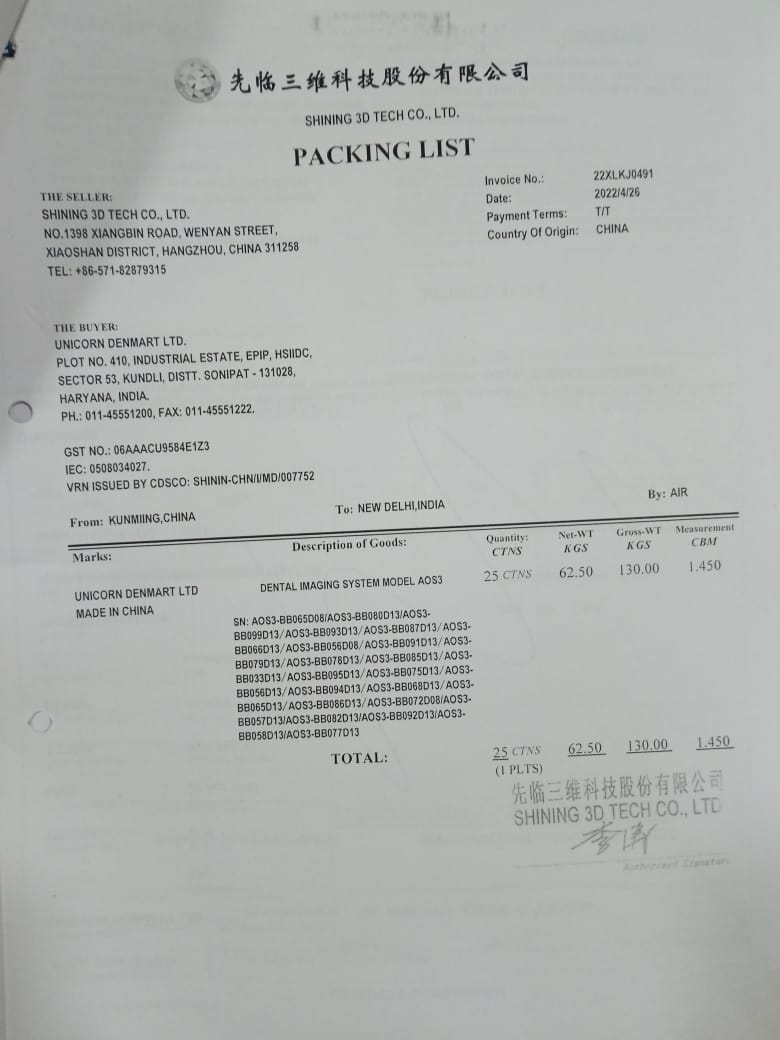 先临三维科技股份有限公司
SHINING 3D TECH CO., LTD.
PACKING LIST
Invoice No.: 22XLKJ0491
Date: 2022/4/26
Payment Terms: T/T
Country Of Origin: CHINA
THE SELLER:
SHINING 3D TECH CO., LTD.
NO.1398 XIANGBIN ROAD, WENYAN STREET,
XIAOSHAN DISTRICT, HANGZHOU, CHINA 311258
TEL: +86-571-82879315
THE BUYER:
UNICORN DENMART LTD.
PLOT NO. 410, INDUSTRIAL ESTATE, EPIP, HSIIDC,
SECTOR 53, KUNDLI, DISTT. SONIPAT - 131028,
HARYANA, INDIA.
PH.: 011-45551200, FAX: 011-45551222.
GST NO.: 06AAACU9584E1Z3
IEC: 0508034027.
VRN ISSUED BY CDSCO: SHININ-CHN/I/MD/007752
From: KUNMIING,CHINA To: NEW DELHI,INDIA By: AIR
Marks: Description of Goods: Quantity: Net-WT Gross-WT Measurement
CTNS KGS KGS CBM
UNICORN DENMART LTD DENTAL IMAGING SYSTEM MODEL AOS3 25 CTNS 62.50 130.00 1.450
MADE IN CHINA
SN: AOS3-BB065D08/AOS3-BB080D13/AOS3-
BB099D13/AOS3-BB093D13/AOS3-BB087D13/AOS3-
BB066D13/AOS3-BB056D08/AOS3-BB091D13/AOS3-
BB079D13/AOS3-BB078D13/AOS3-BB085D13/AOS3-
BB033D13/AOS3-BB095D13/AOS3-BB075D13/AOS3-
BB056D13/AOS3-BB094D13/AOS3-BB068D13/AOS3-
BB065D13/AOS3-BB086D13/AOS3-BB072D08/AOS3-
BB057D13/AOS3-BB082D13/AOS3-BB092D13/AOS3-
BB058D13/AOS3-BB077D13
TOTAL: 25 CTNS 62.50 130.00 1.450
(1 PLTS)
先临三维科技股份有限公司
SHINING 3D TECH CO., LTD
李涛
Authorized Signature